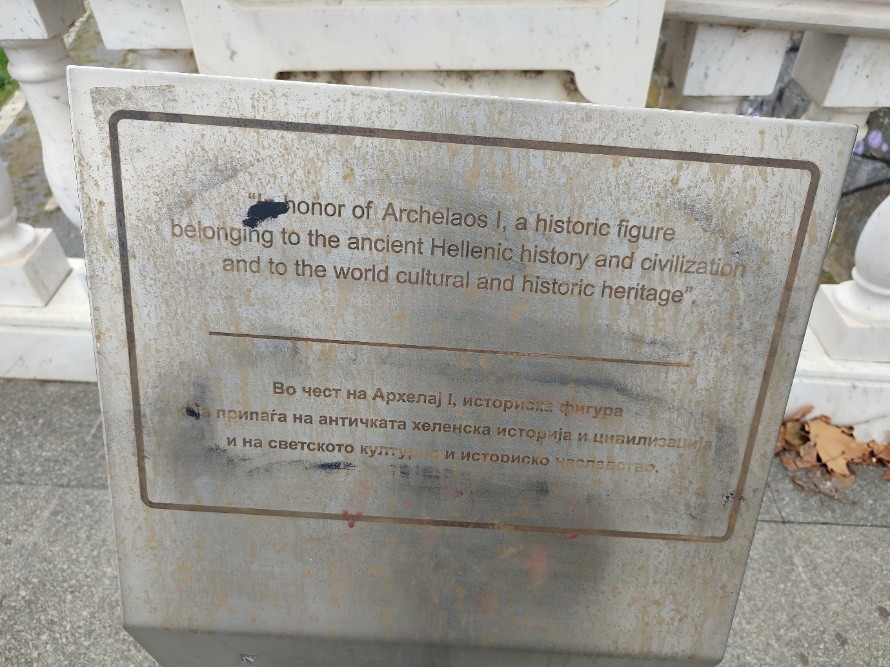 honor of Archelaos I, a historic figure
belonging to the ancient Hellenic history and civilization
and to the world cultural and historic heritage”.
Во чест на Архелај I, историска фигура
припаѓа на античката хеленска историја и цивилизација
и на светското културно и историско наследство.